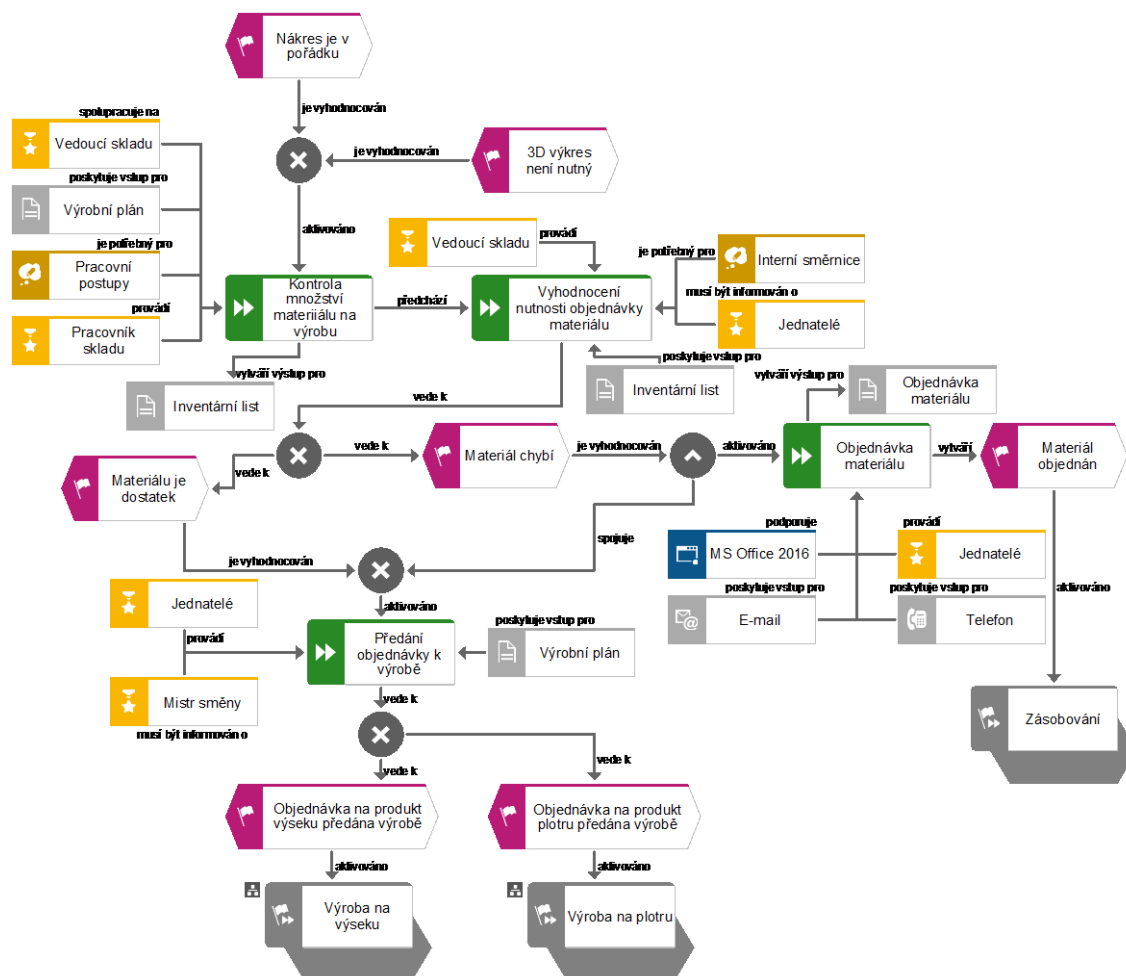 Nákres je v
pořádku
je vyhodnocován
spolupracuje na
Vedoucí skladu
je vyhodnocován
3D výkres
není nutný
poskytuje vstup pro
Výrobní plán
aktivováno
Vedoucí skladu
provádí
je potřebný pro
Interní směrnice
je potřebný pro
Pracovní
postupy
Kontrola
množství
materiiálu na
výrobu
předchází
Vyhodnocení
nutnosti objednávky
materiálu
musí být informován o
Jednatelé
provádí
Pracovník
skladu
vytváří výstup pro
Inventární list
poskytuje vstup pro
Inventární list
vytváří výstup pro
Objednávka
materiálu
vede k
vede k
Materiál chybí
je vyhodnocován
aktivováno
Objednávka
materiálu
vytváří
Materiál
objednán
vede k
Materiálu je
dostatek
podporuje
MS Office 2016
provádí
Jednatelé
spojuje
je vyhodnocován
aktivováno
poskytuje vstup pro
E-mail
poskytuje vstup pro
Telefon
aktivováno
Jednatelé
provádí
Předání
objednávky k
výrobě
poskytuje vstup pro
Výrobní plán
Mistr směny
musí být informován o
vede k
Zásobování
vede k
vede k
Objednávka na produkt
výseku předána výrobě
Objednávka na produkt
plotru předána výrobě
aktivováno
aktivováno
Výroba na
výseku
Výroba na plotru